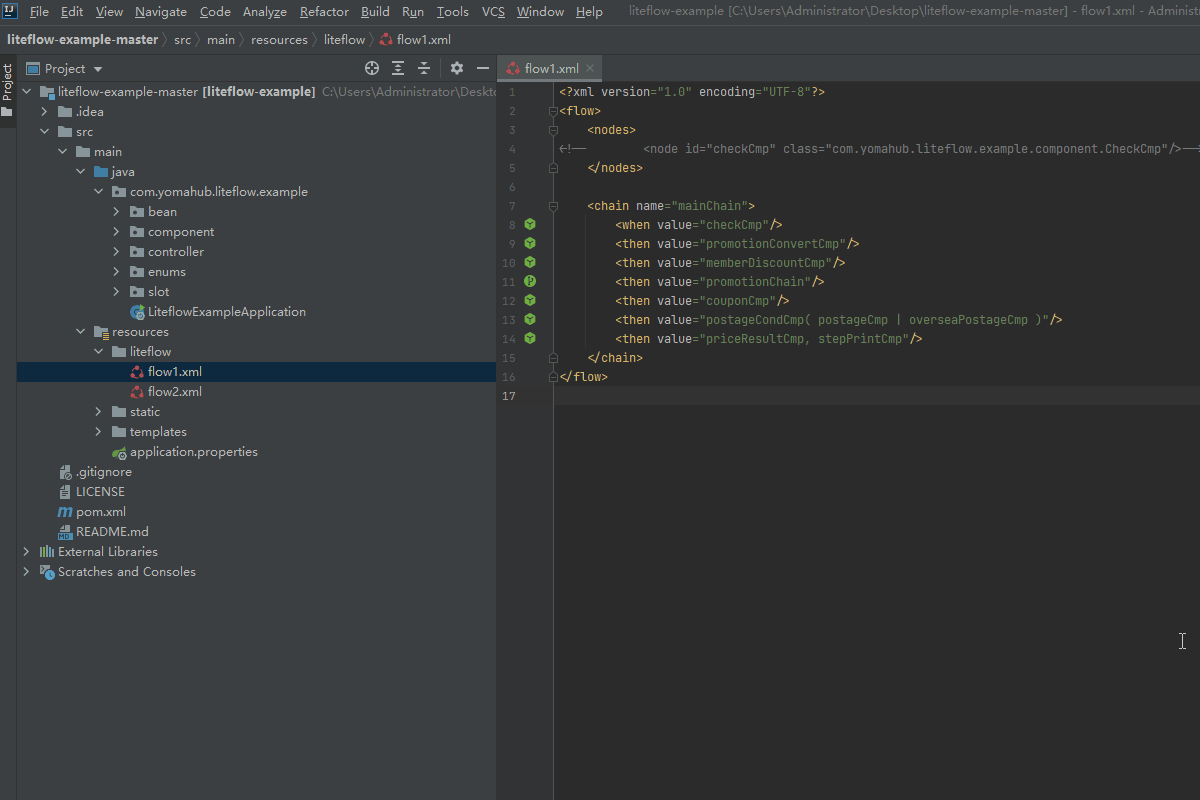 File Edit View Navigate Code Analyze Refactor Build Run Tools VCS Window Help liteflow-example [C:\Users\Administrator\Desktop\liteflow-example-master] - flow1.xml - Administ
liteflow-example-master src main resources liteflow flow1.xml
Project
Project
flow1.xml
liteflow-example-master [liteflow-example] C:\Users\Administrator\Deskto
.idea
src
main
java
com.yomahub.liteflow.example
bean
component
controller
enums
slot
LiteflowExampleApplication
resources
liteflow
flow1.xml
flow2.xml
static
templates
application.properties
.gitignore
LICENSE
pom.xml
README.md
External Libraries
Scratches and Consoles
1 <?xml version="1.0" encoding="UTF-8"?>
2 <flow>
3 <nodes>
4 <!-- <node id="checkCmp" class="com.yomahub.liteflow.example.component.CheckCmp"/>-->
5 </nodes>
6
7 <chain name="mainChain">
8 <when value="checkCmp"/>
9 <then value="promotionConvertCmp"/>
10 <then value="memberDiscountCmp"/>
11 <then value="promotionChain"/>
12 <then value="couponCmp"/>
13 <then value="postageCondCmp( postageCmp | overseaPostageCmp )"/>
14 <then value="priceResultCmp, stepPrintCmp"/>
15 </chain>
16 </flow>
17